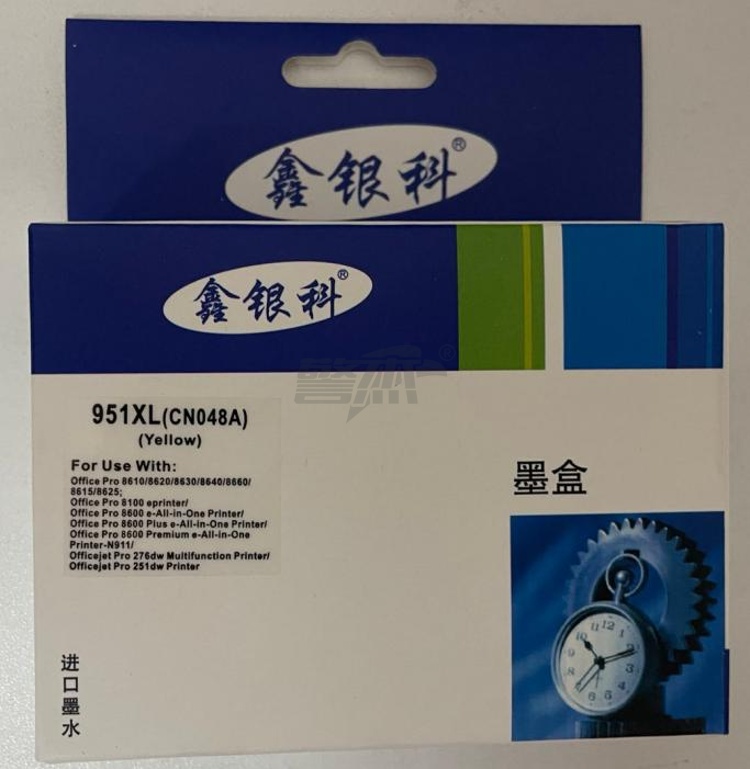 鑫银科®
鑫银科®
警杰®
951XL(CN048A)
(Yellow)
For Use With:
Office Pro 8610/8620/8630/8640/8660/
8615/8625;
Office Pro 8100 eprinter/
Office Pro 8600 e-All-in-One Printer/
Office Pro 8600 Plus e-All-in-One Printer/
Office Pro 8600 Premium e-All-in-One
Printer-N911/
Officejet Pro 276dw Multifunction Printer/
Officejet Pro 251dw Printer
墨盒
进口墨水